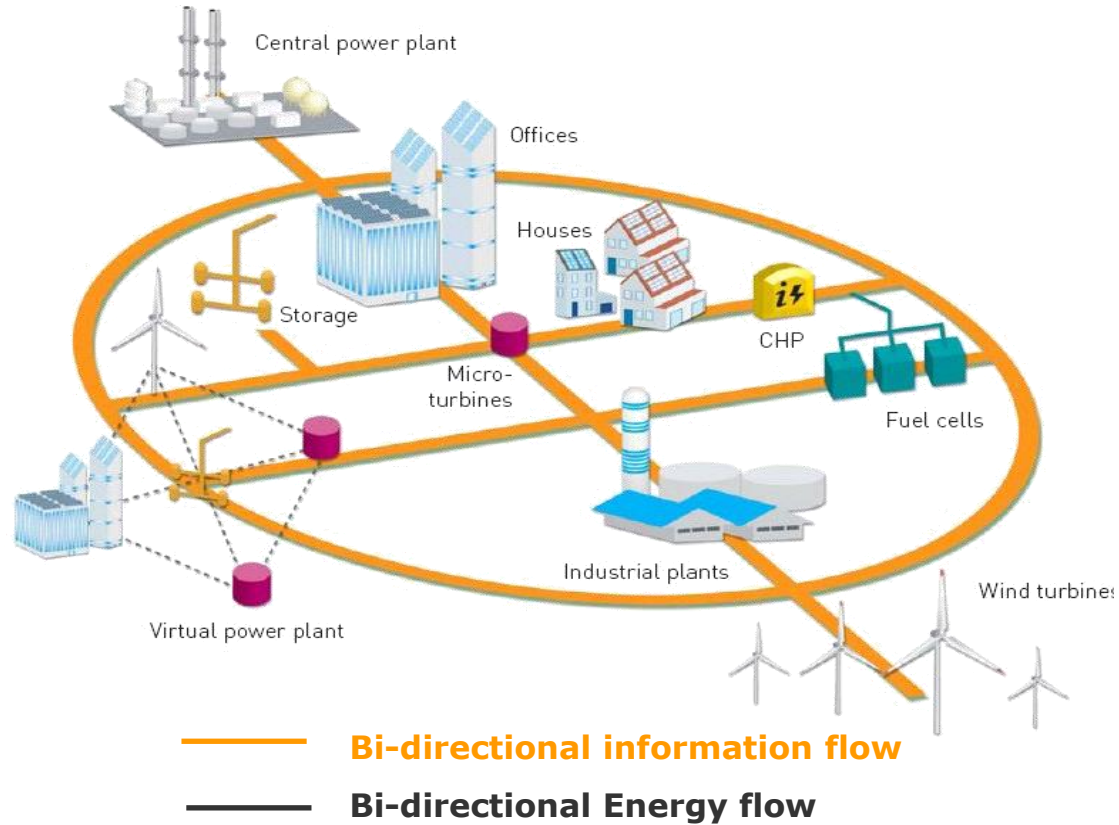 Central power plant
Offices
Houses
Storage
CHP
Micro-
turbines
Fuel cells
Industrial plants
Wind turbines
Virtual power plant
Bi-directional information flow
Bi-directional Energy flow